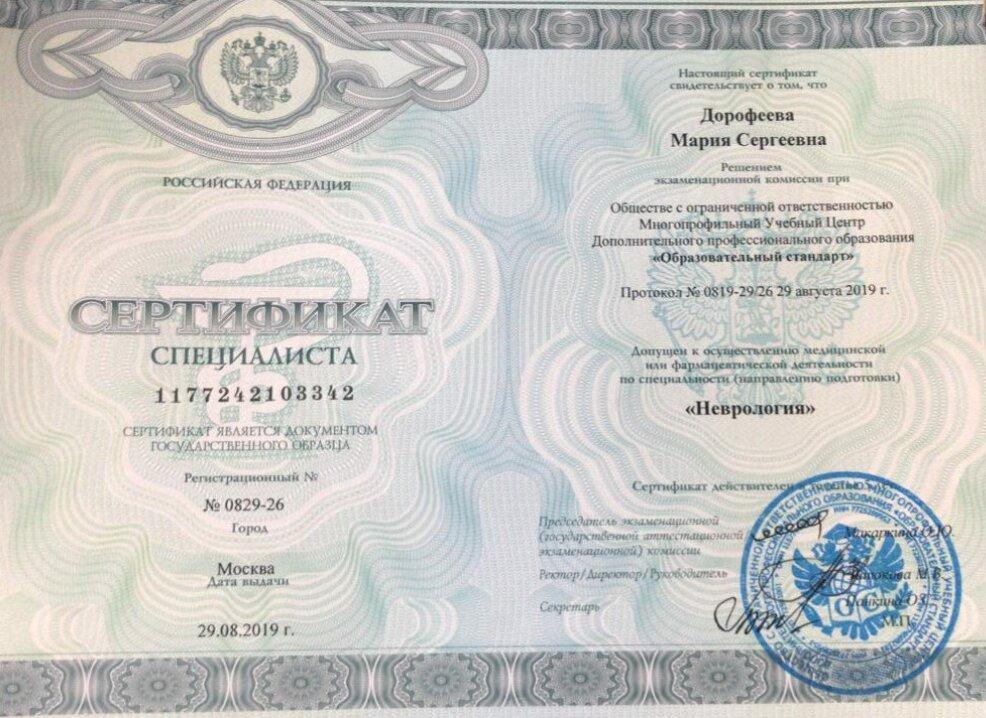 РОССИЙСКАЯ ФЕДЕРАЦИЯ
СЕРТИФИКАТ
СПЕЦИАЛИСТА
1177242103342
СЕРТИФИКАТ ЯВЛЯЕТСЯ ДОКУМЕНТОМ
ГОСУДАРСТВЕННОГО ОБРАЗЦА
Регистрационный №
№ 0829-26
Город
Москва
Дата выдачи
29.08.2019 г.
Настоящий сертификат
свидетельствует о том, что
Дорофеева
Мария Сергеевна
Решением
экзаменационной комиссии при
Обществе с ограниченной ответственностью
Многопрофильный Учебный Центр
Дополнительного профессионального образования
«Образовательный стандарт»
Протокол № 0819-29/26 29 августа 2019 г.
Допущен к осуществлению медицинской
или фармацевтической деятельности
по специальности (направлению подготовки)
«Неврология»
Сертификат действителен в
Председатель экзаменационной
(государственной аттестационной
экзаменационной) комиссии
Макаркина О.Ю.
Ректор/Директор/Руководитель
Секретарь
М.П.